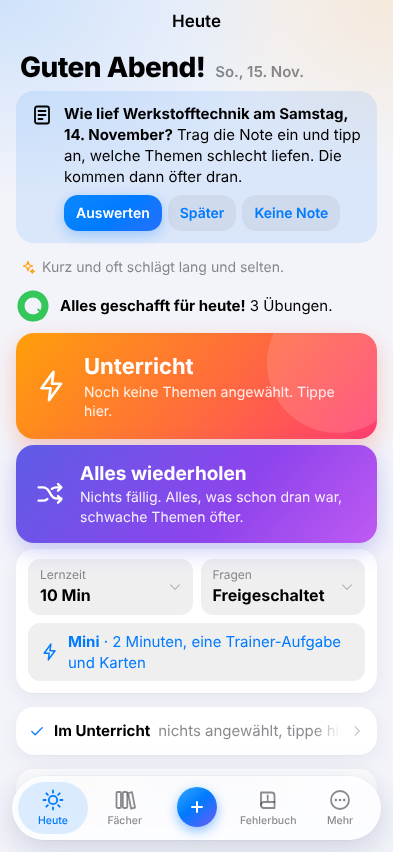 Heute
Guten Abend! So., 15. Nov.
Wie lief Werkstofftechnik am Samstag,
14. November? Trag die Note ein und tipp
an, welche Themen schlecht liefen. Die
kommen dann öfter dran.
Auswerten Später Keine Note
Kurz und oft schlägt lang und selten.
Alles geschafft für heute! 3 Übungen.
Unterricht
Noch keine Themen angewählt. Tippe
hier.
Alles wiederholen
Nichts fällig. Alles, was schon dran war,
schwache Themen öfter.
Lernzeit Fragen
10 Min Freigeschaltet
Mini · 2 Minuten, eine Trainer-Aufgabe
und Karten
Im Unterricht nichts angewählt, tippe
Heute Fächer Fehlerbuch Mehr